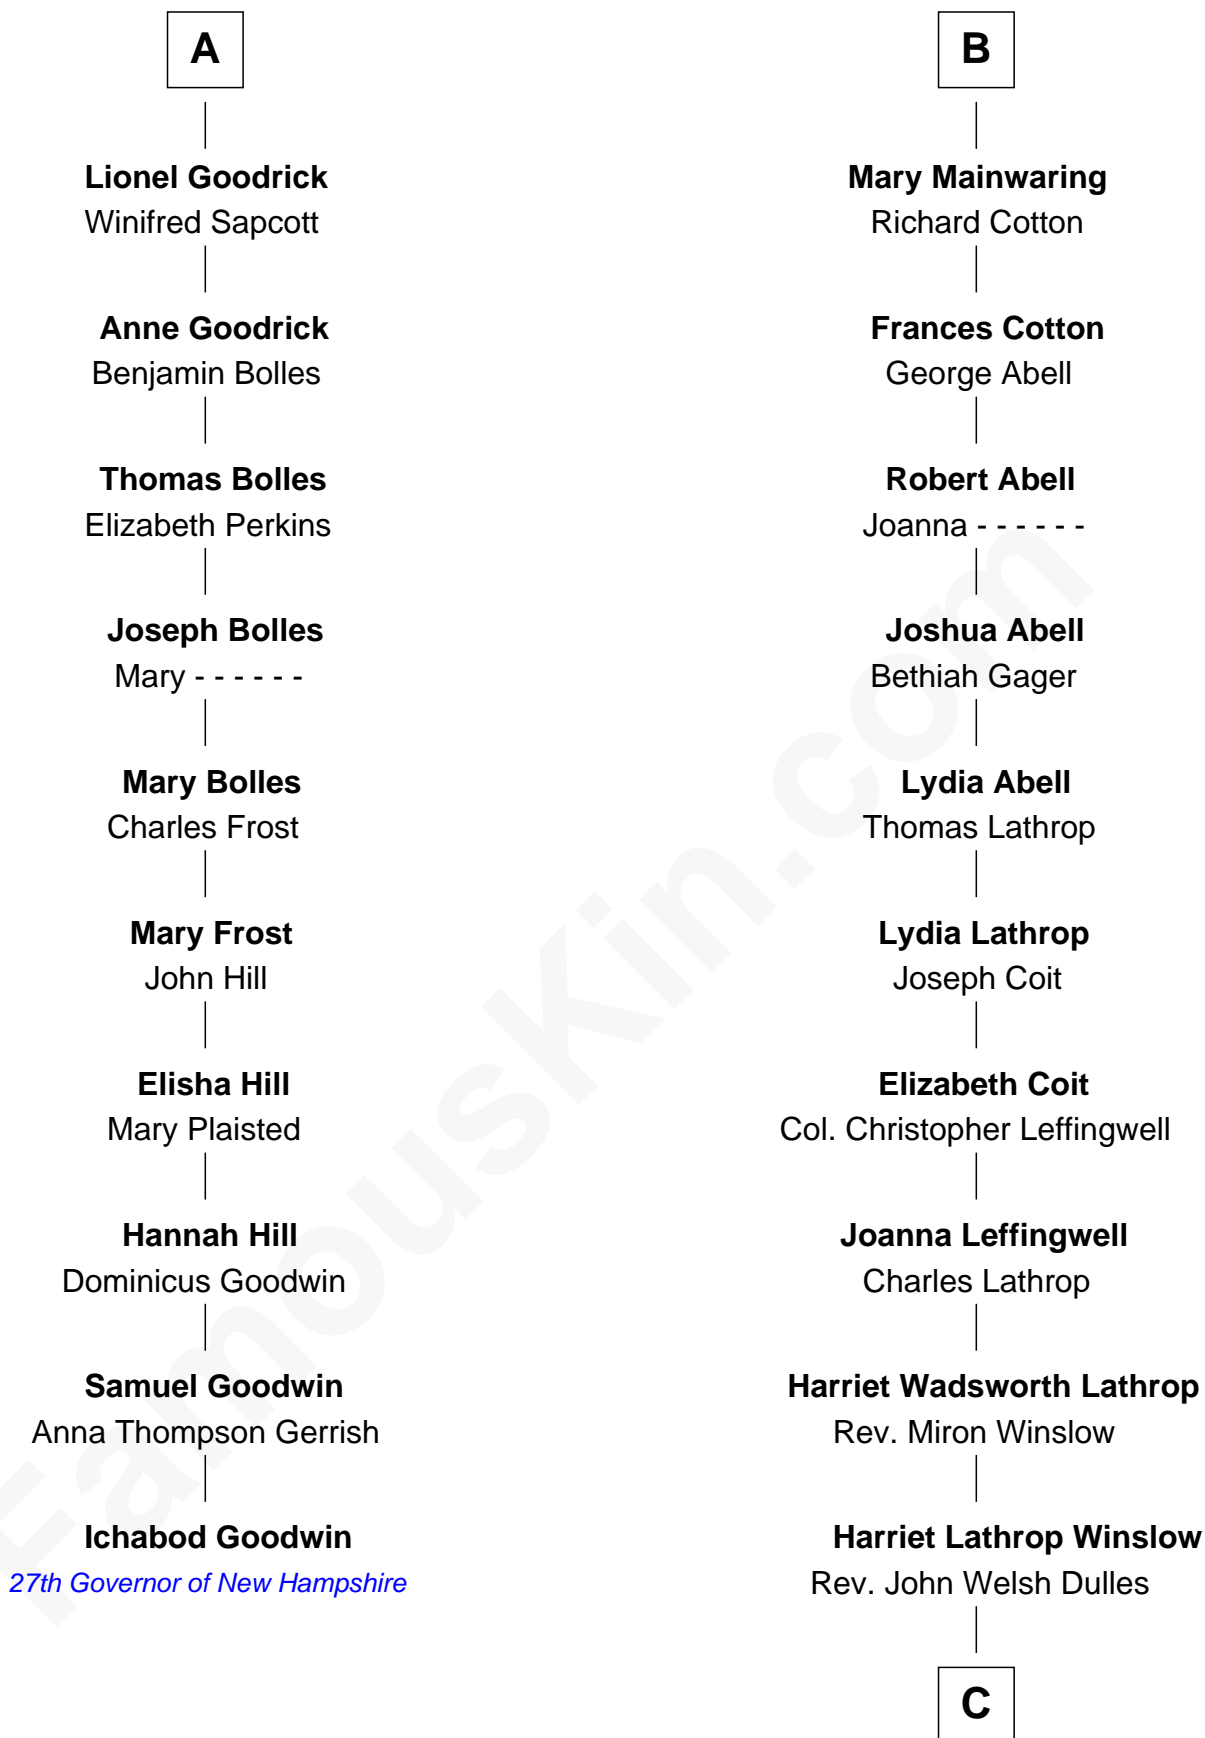 A
Lionel Goodrick
Winifred Sapcott
Anne Goodrick
Benjamin Bolles
Thomas Bolles
Elizabeth Perkins
Joseph Bolles
Mary - - - - - -
Mary Bolles
Charles Frost
Mary Frost
John Hill
Elisha Hill
Mary Plaisted
Hannah Hill
Dominicus Goodwin
Samuel Goodwin
Anna Thompson Gerrish
Ichabod Goodwin
27th Governor of New Hampshire
B
Mary Mainwaring
Richard Cotton
Frances Cotton
George Abell
Robert Abell
Joanna - - - - - -
Joshua Abell
Bethiah Gager
Lydia Abell
Thomas Lathrop
Lydia Lathrop
Joseph Coit
Elizabeth Coit
Col. Christopher Leffingwell
Joanna Leffingwell
Charles Lathrop
Harriet Wadsworth Lathrop
Rev. Miron Winslow
Harriet Lathrop Winslow
Rev. John Welsh Dulles
C
FamousKin.com